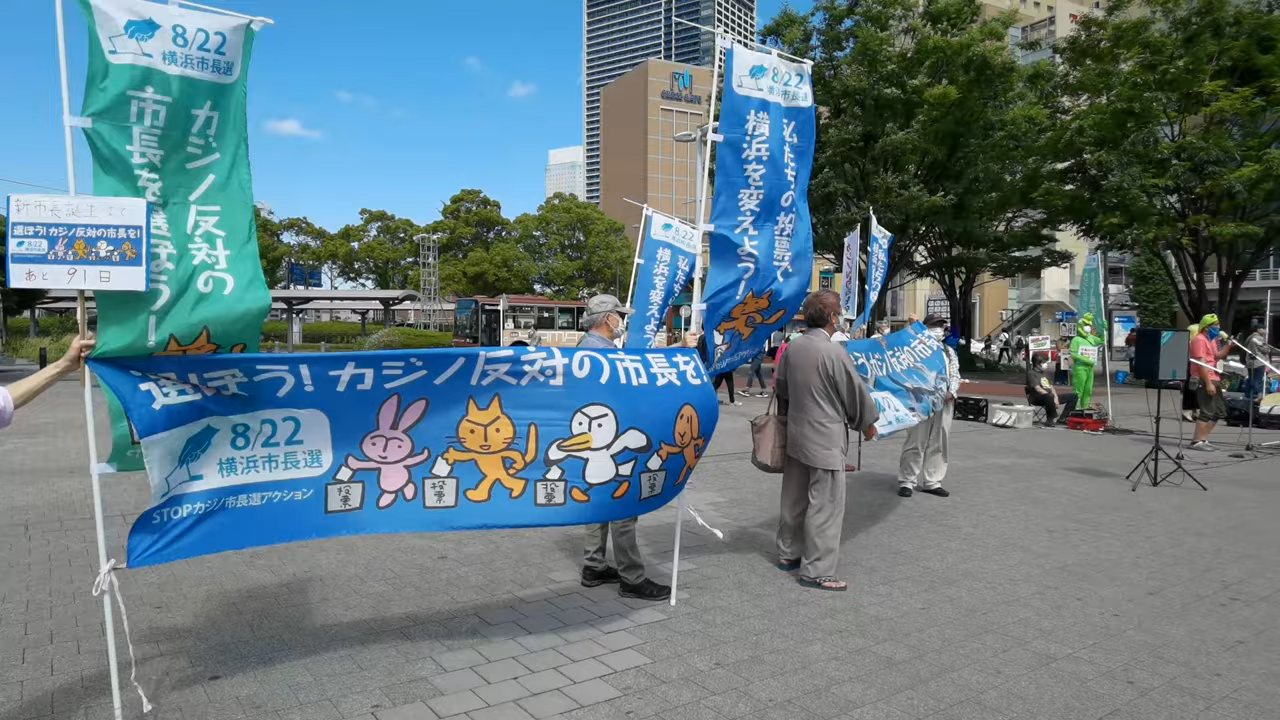 8/22
横浜市長選
カジノ反対の
市長を選ぼう!
新市長誕生まで
選ぼう!カジノ反対の市長を!
あと 91日
8/22
横浜市長選
私たちの投票で
横浜を変えよう!
8/22
横浜を変えよう
選ぼう!カジノ反対の市長を!
8/22
横浜市長選
STOPカジノ市長選アクション
投票
投票
投票
投票
カジノ反対の市長